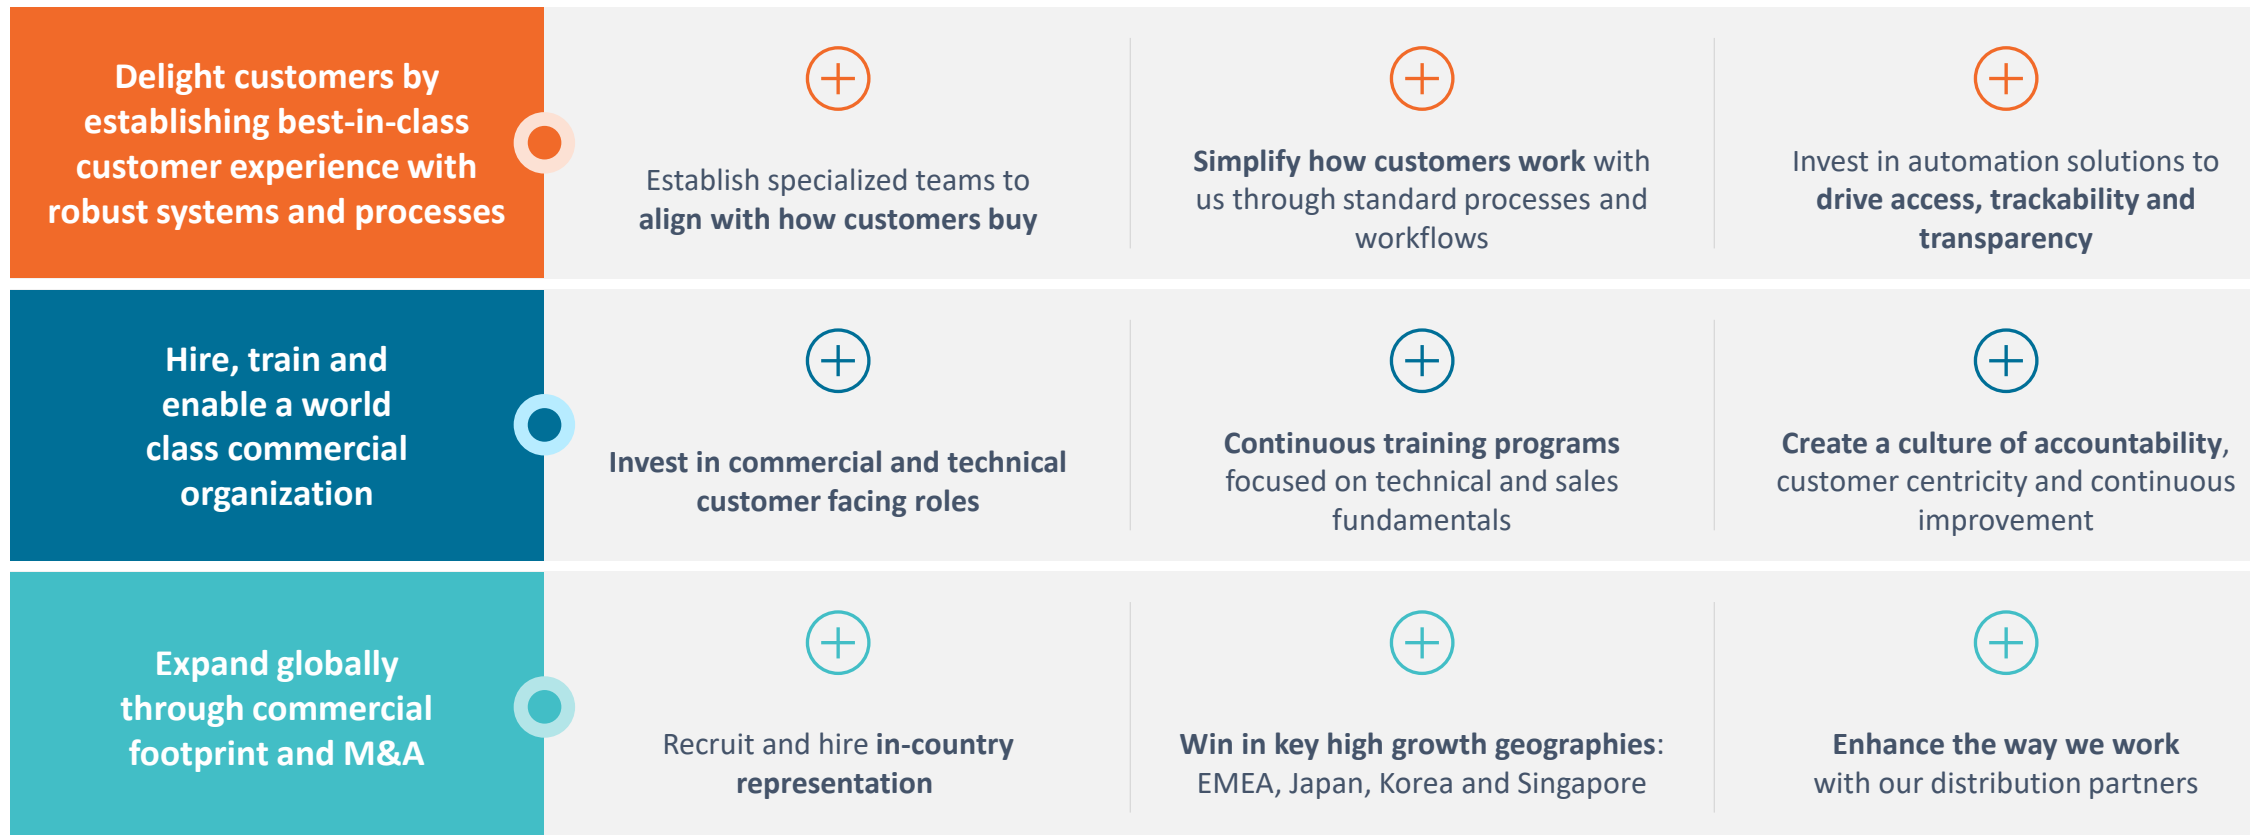 Delight customers by
establishing best-in-class
customer experience with
robust systems and processes
Establish specialized teams to
align with how customers buy
Simplify how customers work with
us through standard processes and
workflows
Invest in automation solutions to
drive access, trackability and
transparency
Hire, train and
enable a world
class commercial
organization
Invest in commercial and technical
customer facing roles
Continuous training programs
focused on technical and sales
fundamentals
Create a culture of accountability,
customer centricity and continuous
improvement
Expand globally
through commercial
footprint and M&A
Recruit and hire in-country
representation
Win in key high growth geographies:
EMEA, Japan, Korea and Singapore
Enhance the way we work
with our distribution partners